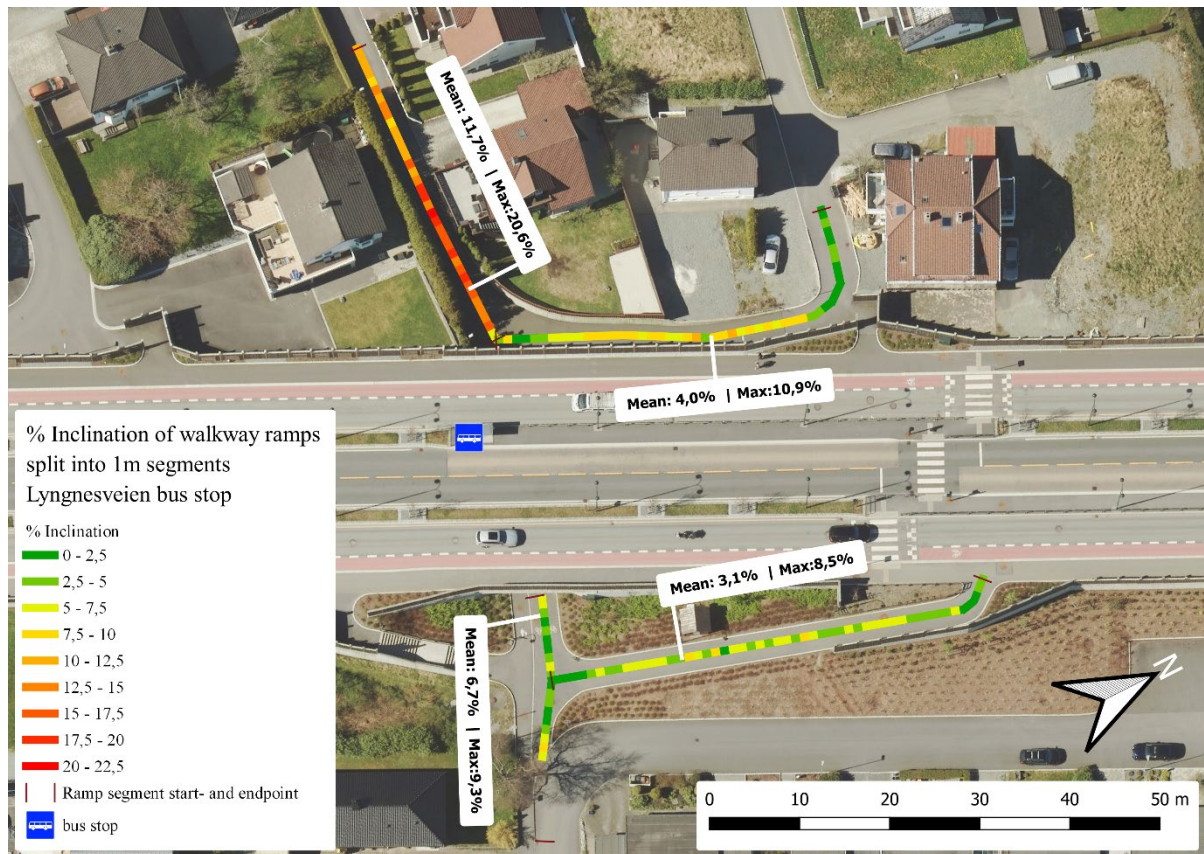 Mean: 11,7% | Max:20,6%
Mean: 4,0% | Max:10,9%
Mean: 3,1% | Max:8,5%
Mean: 6,7% | Max:9,3%
% Inclination of walkway ramps
split into 1m segments
Lyngnesveien bus stop
% Inclination
0 - 2,5
2,5 - 5
5 - 7,5
7,5 - 10
10 - 12,5
12,5 - 15
15 - 17,5
17,5 - 20
20 - 22,5
Ramp segment start- and endpoint
bus stop
N
0 10 20 30 40 50 m